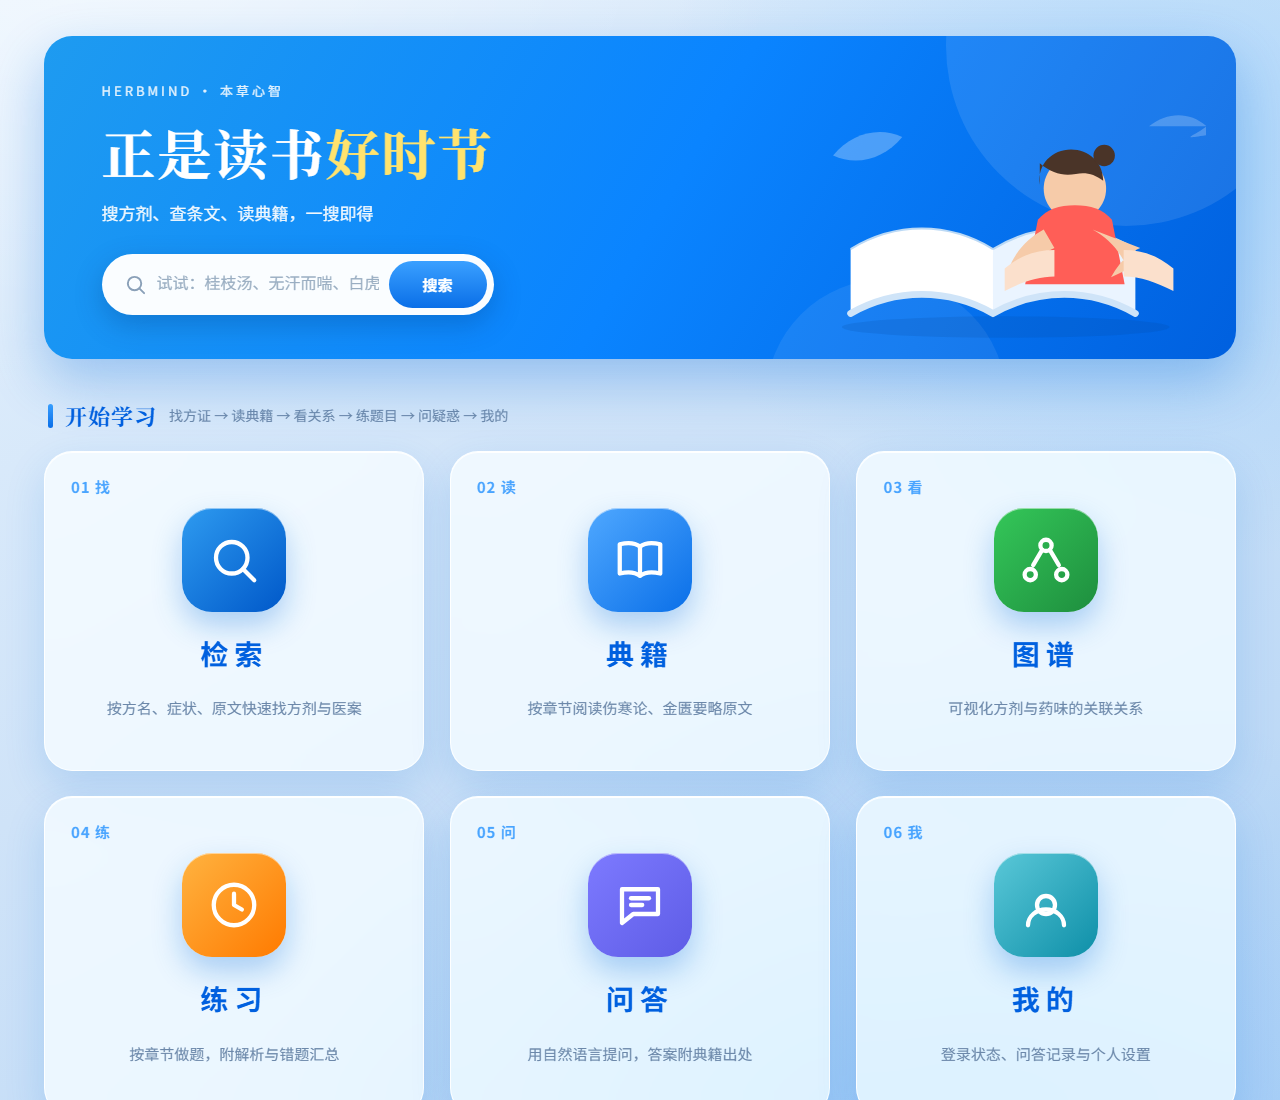 HERBMIND · 本草心智
正是读书好时节
搜方剂、查条文、读典籍，一搜即得
试试：桂枝汤、无汗而喘、白虎
搜索
开始学习
找方证 → 读典籍 → 看关系 → 练题目 → 问疑惑 → 我的
01 找
检索
按方名、症状、原文快速找方剂与医案
02 读
典籍
按章节阅读伤寒论、金匮要略原文
03 看
图谱
可视化方剂与药味的关联关系
04 练
练习
按章节做题，附解析与错题汇总
05 问
问答
用自然语言提问，答案附典籍出处
06 我
我的
登录状态、问答记录与个人设置